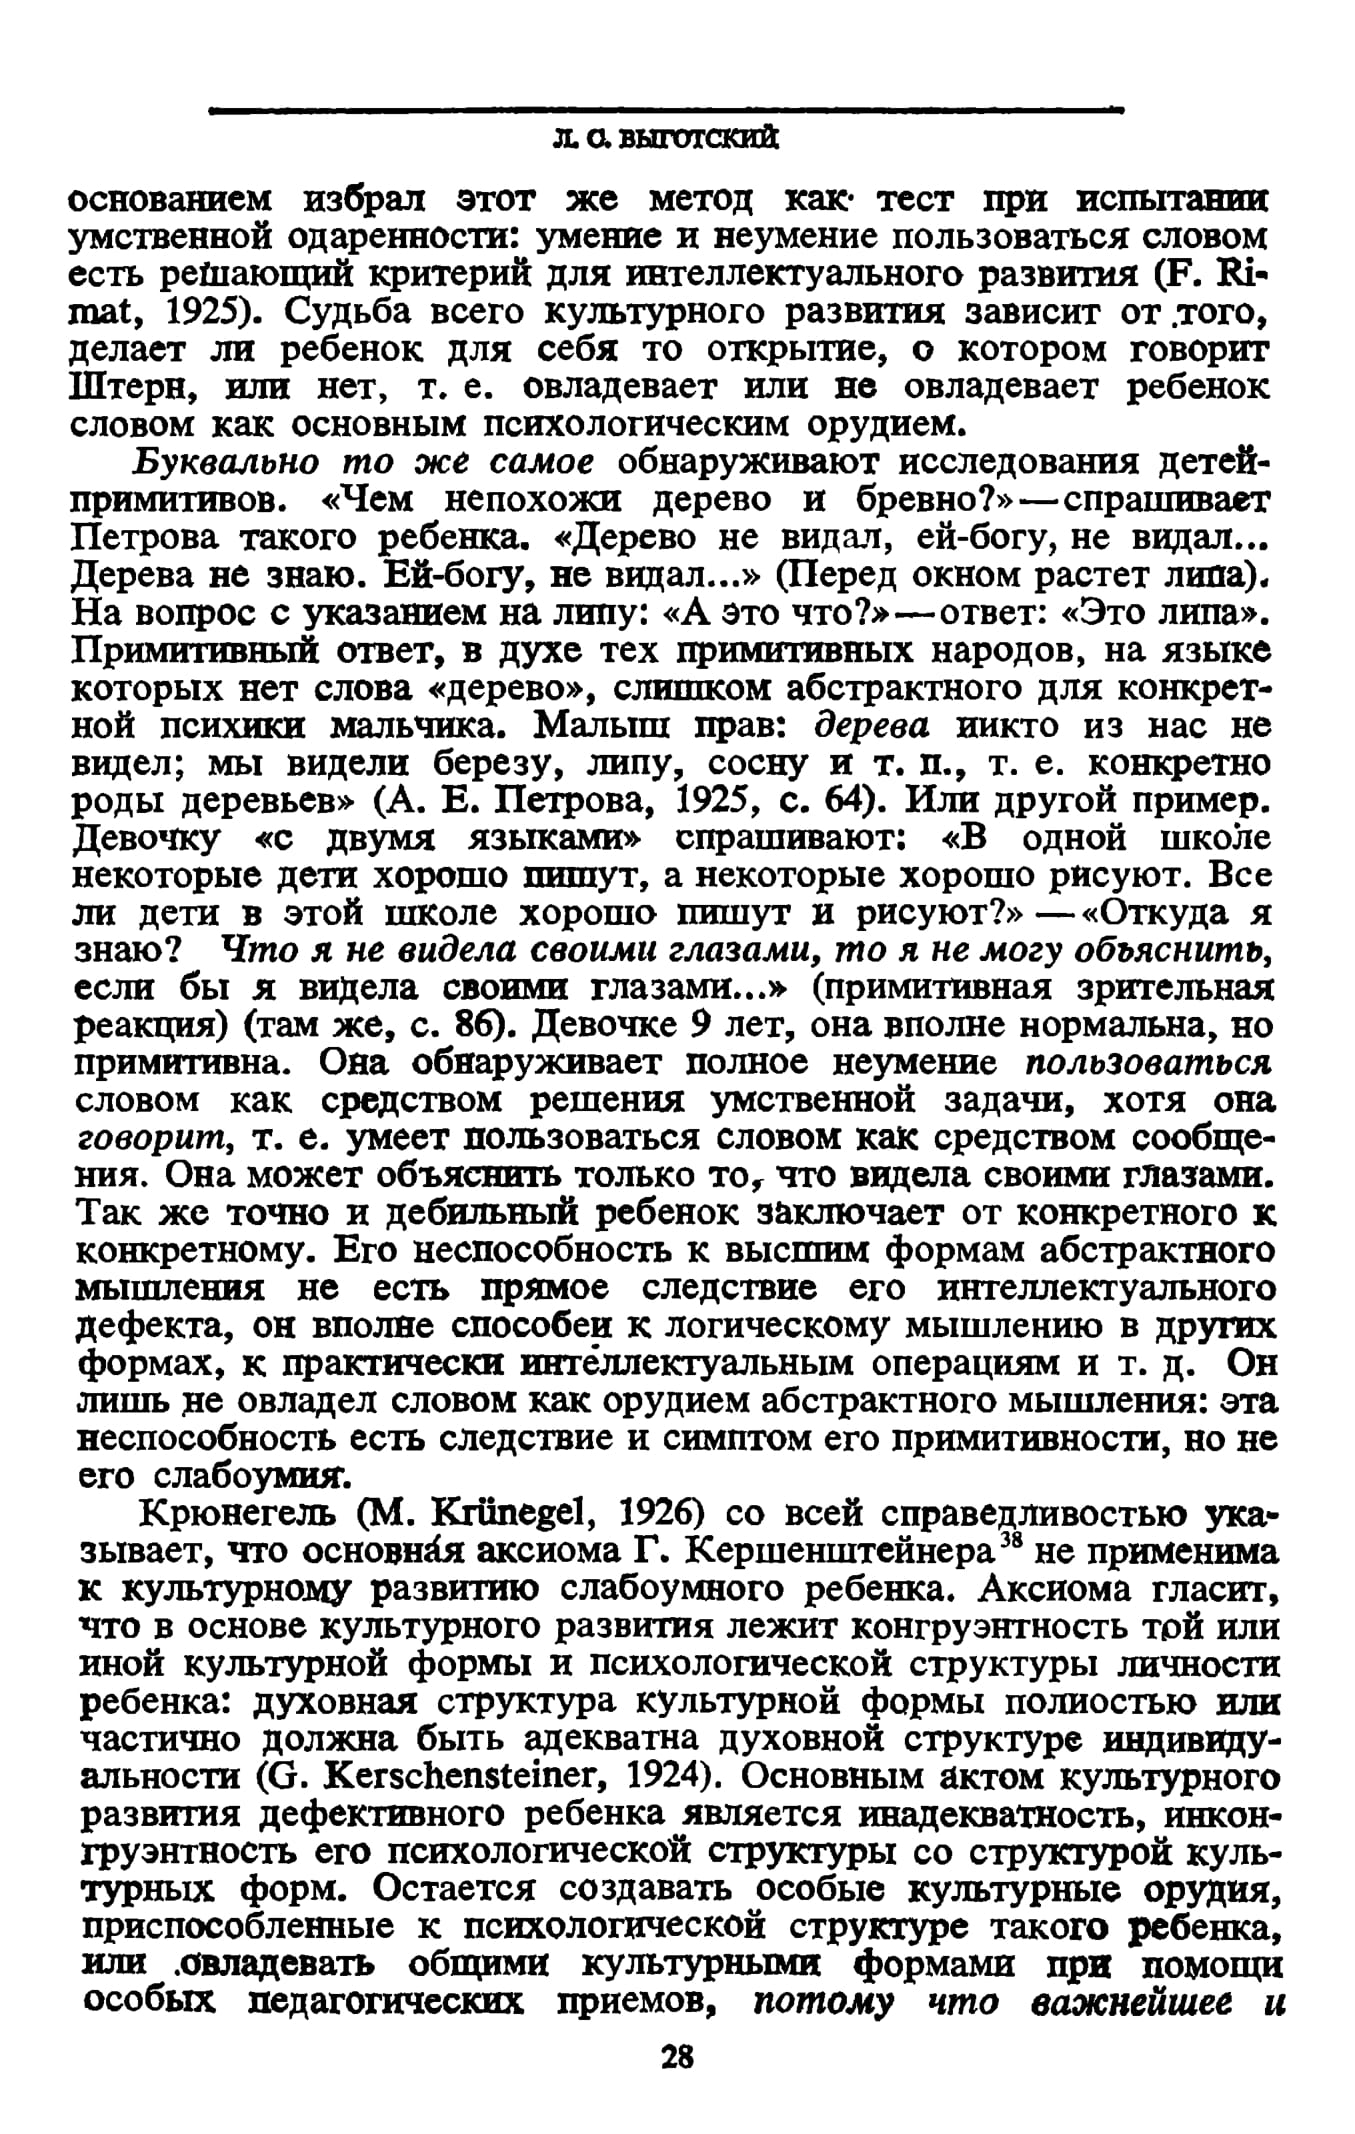 Л. С. ВЫГОТСКИЙ
основанием избрал этот же метод как тест при испытании
умственной одаренности: умение и неумение пользоваться словом
есть решающий критерий для интеллектуального развития (F. Ri-
mat, 1925). Судьба всего культурного развития зависит от того,
делает ли ребенок для себя то открытие, о котором говорит
Штерн, или нет, т. е. овладевает или не овладевает ребенок
словом как основным психологическим орудием.
Буквально то же самое обнаруживают исследования детей-
примитивов. «Чем непохожи дерево и бревно?» — спрашивает
Петрова такого ребенка. «Дерево не видал, ей-богу, не видал...
Дерева не знаю. Ей-богу, не видал...» (Перед окном растет липа).
На вопрос с указанием на липу: «А это что?» — ответ: «Это липа».
Примитивный ответ, в духе тех примитивных народов, на языке
которых нет слова «дерево», слишком абстрактного для конкрет-
ной психики мальчика. Малыш прав: дерева никто из нас не
видел; мы видели березу, липу, сосну и т. п., т. е. конкретно
роды деревьев» (А. Е. Петрова, 1925, с. 64). Или другой пример.
Девочку «с двумя языками» спрашивают: «В одной школе
некоторые дети хорошо пишут, а некоторые хорошо рисуют. Все
ли дети в этой школе хорошо пишут и рисуют?» — «Откуда я
знаю? Что я не видела своими глазами, то я не могу объяснить,
если бы я видела своими глазами...» (примитивная зрительная
реакция) (там же, с. 86). Девочке 9 лет, она вполне нормальна, но
примитивна. Она обнаруживает полное неумение пользоваться
словом как средством решения умственной задачи, хотя она
говорит, т. е. умеет пользоваться словом как средством сообще-
ния. Она может объяснить только то, что видела своими глазами.
Так же точно и дебильный ребенок заключает от конкретного к
конкретному. Его неспособность к высшим формам абстрактного
мышления не есть прямое следствие его интеллектуального
дефекта, он вполне способен к логическому мышлению в других
формах, к практически интеллектуальным операциям и т. д. Он
лишь не овладел словом как орудием абстрактного мышления: эта
неспособность есть следствие и симптом его примитивности, но не
его слабоумия.
Крюнегель (M. Krünegel, 1926) со всей справедливостью ука-
зывает, что основная аксиома Г. Кершенштейнера38 не применима
к культурному развитию слабоумного ребенка. Аксиома гласит,
что в основе культурного развития лежит конгруэнтность той или
иной культурной формы и психологической структуры личности
ребенка: духовная структура культурной формы полностью или
частично должна быть адекватна духовной структуре индивиду-
альности (G. Kerschensteiner, 1924). Основным актом культурного
развития дефективного ребенка является инадекватность, инкон-
груэнтность его психологической структуры со структурой куль-
турных форм. Остается создавать особые культурные орудия,
приспособленные к психологической структуре такого ребенка,
или овладевать общими культурными формами при помощи
особых педагогических приемов, потому что важнейшее и
28